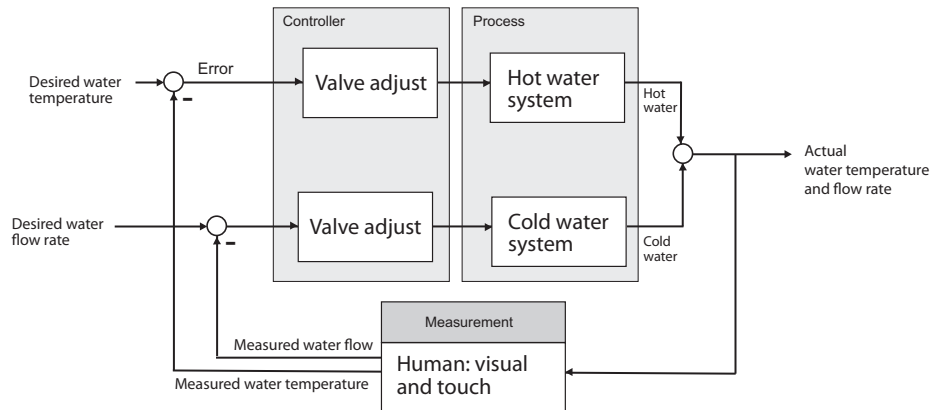 Controller
Process
Error
Desired water
temperature
Valve adjust
Hot water
system
Hot
water
Actual
water temperature
and flow rate
Desired water
flow rate
Valve adjust
Cold water
system
Cold
water
Measurement
Measured water flow
Human: visual
and touch
Measured water temperature